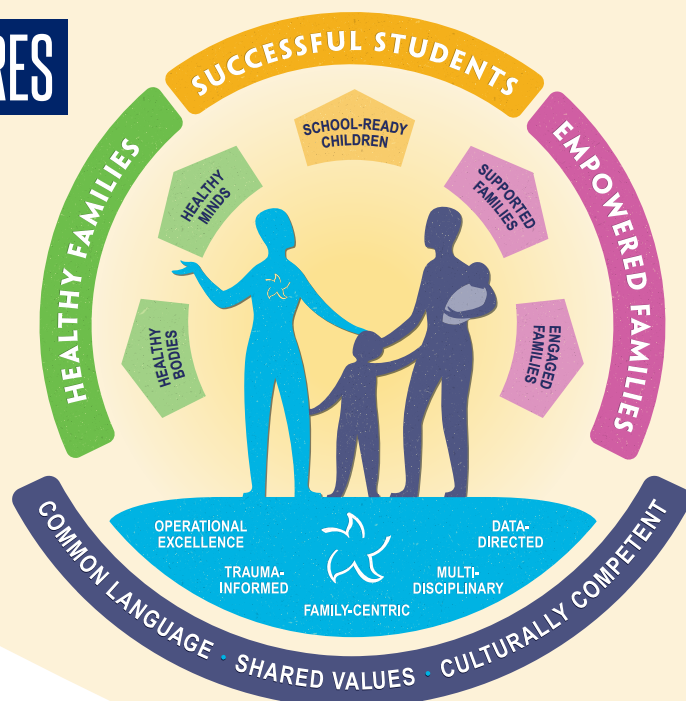 SUCCESSFUL STUDENTS
HEALTHY FAMILIES
EMPOWERED FAMILIES
SCHOOL-READY
CHILDREN
HEALTHY
MINDS
SUPPORTED
FAMILIES
HEALTHY
BODIES
ENGAGED
FAMILIES
OPERATIONAL
EXCELLENCE
DATA-
DIRECTED
TRAUMA-
INFORMED
MULTI-
DISCIPLINARY
FAMILY-CENTRIC
COMMON LANGUAGE · SHARED VALUES · CULTURALLY COMPETENT